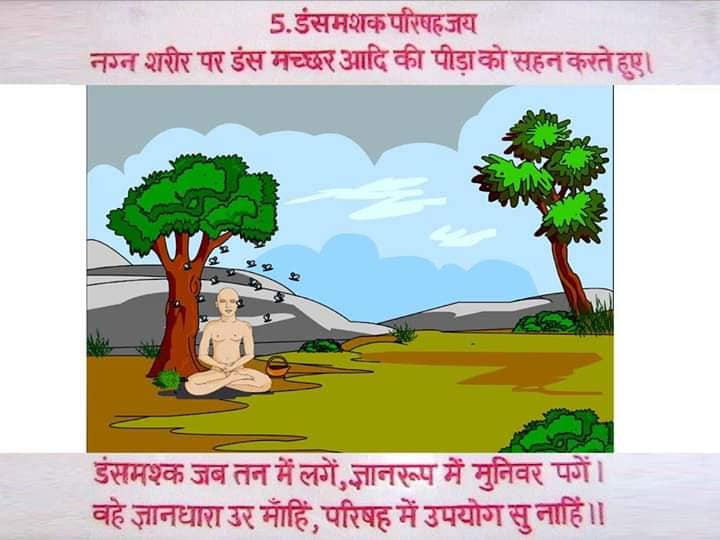 5.डंसमशक परिषहजय
नग्न शरीर पर डंस मच्छर आदि की पीड़ा को सहन करते हुए।
डंसमश्क जब तन में लगें,ज्ञानरूप में मुनिवर पगें।
वहे ज्ञानधारा उर माँहिं, परिषह में उपयोग सु नाहिं।।